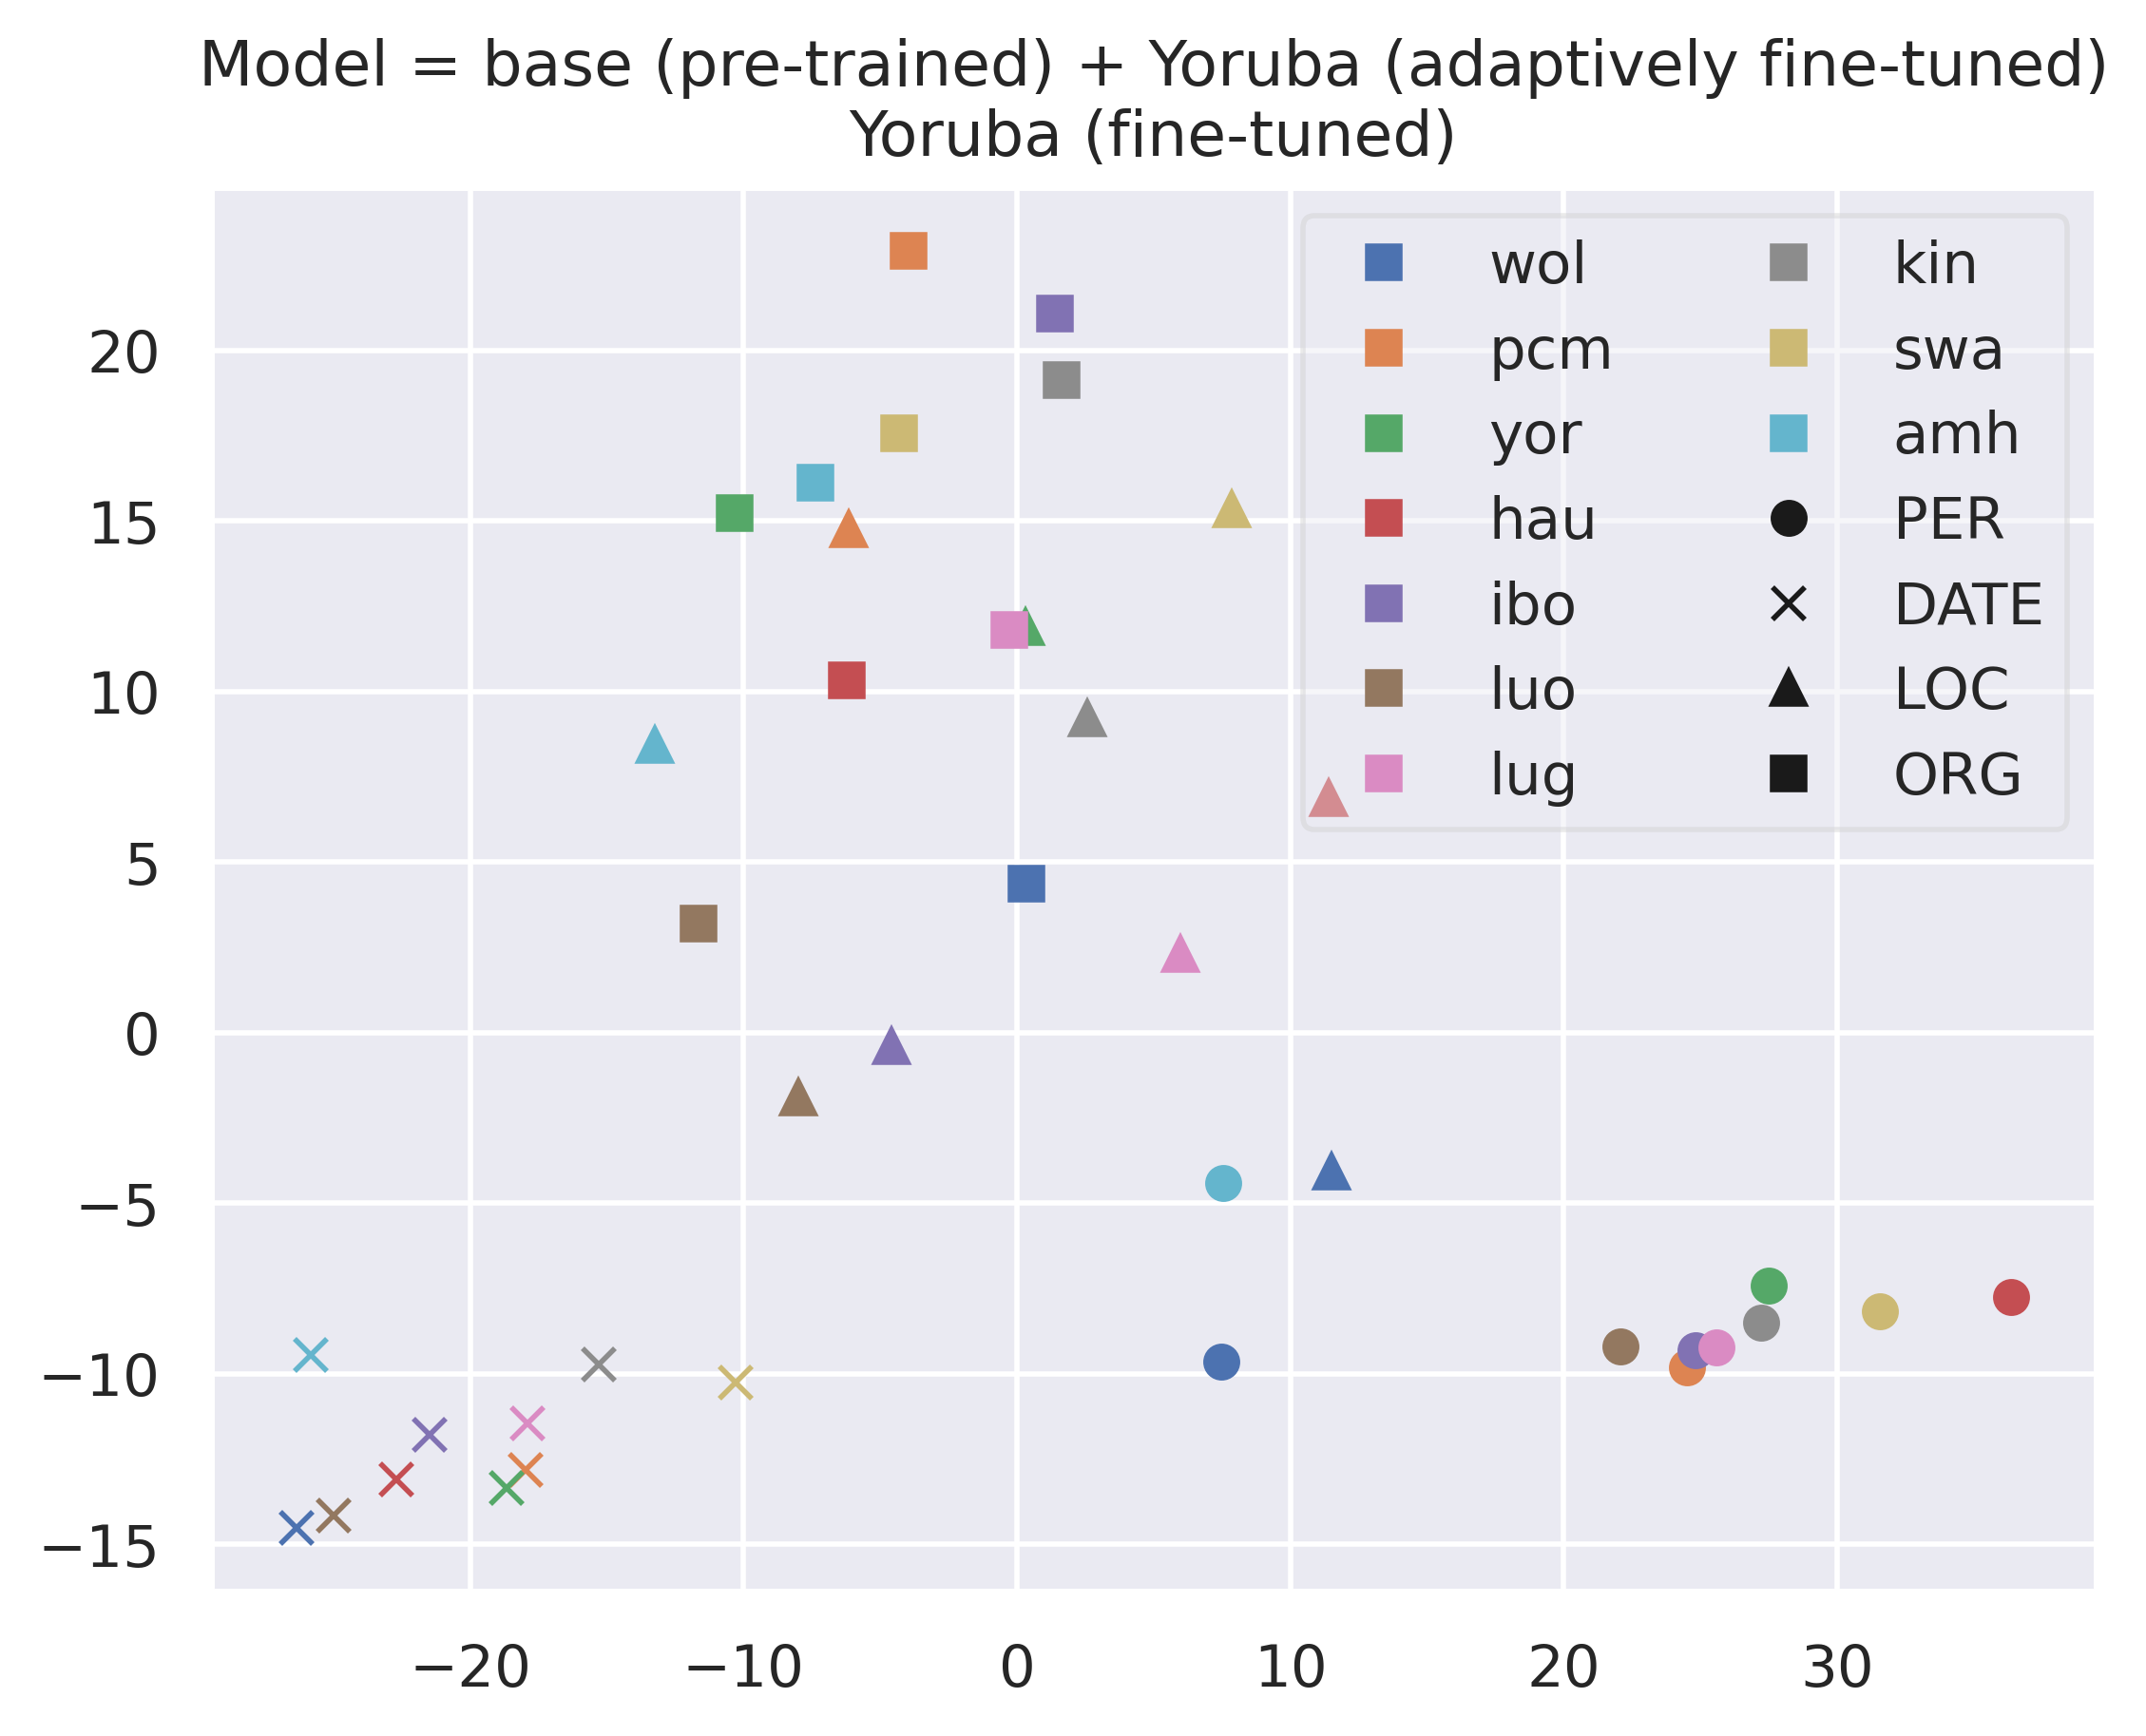 Model = base (pre-trained) + Yoruba (adaptively fine-tuned)
Yoruba (fine-tuned)
wol
pcm
yor
hau
ibo
luo
lug
kin
swa
amh
PER
DATE
LOC
ORG
20
15
10
5
0
−5
−10
−15
−20
−10
0
10
20
30